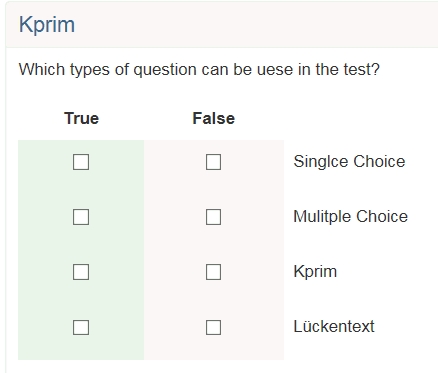 Kprim
Which types of question can be uese in the test?
True False
Singlce Choice
Mulitple Choice
Kprim
Lückentext